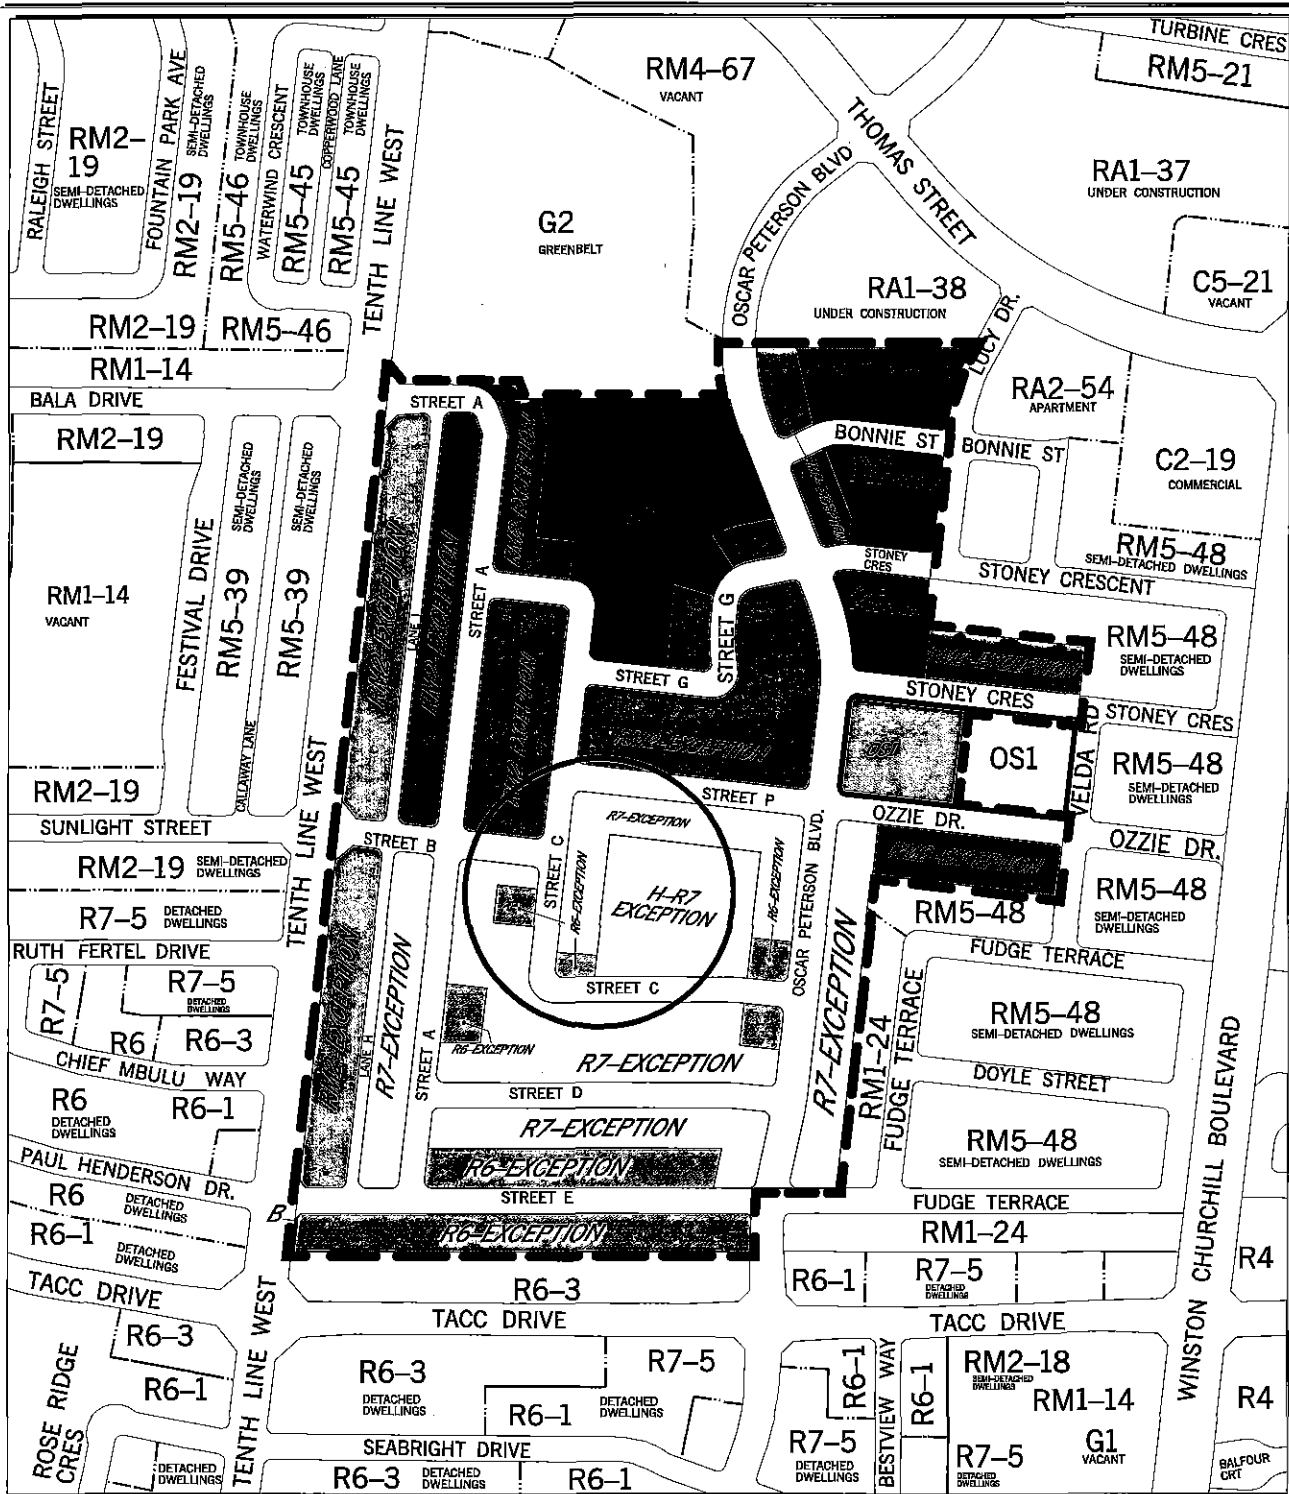 TURBINE CRES
RM5–21
RM4–67
VACANT
THOMAS STREET
OSCAR PETERSON BLVD
RA1–37
UNDER CONSTRUCTION
C5–21
VACANT
RA1–38
UNDER CONSTRUCTION
LUCY DR.
G2
GREENBELT
RALEIGH STREET
RM2–
19
SEMI–DETACHED
DWELLINGS
FOUNTAIN PARK AVE
RM2–19
SEMI–DETACHED
DWELLINGS
RM5–46
TOWNHOUSE
DWELLINGS
WATERWIND CRESCENT
RM5–45
TOWNHOUSE
DWELLINGS
COPPERWOOD LANE
RM5–45
TOWNHOUSE
DWELLINGS
TENTH LINE WEST
RM2–19
RM5–46
RM1–14
BALA DRIVE
RM2–19
STREET A
BONNIE ST
BONNIE ST
RA2–54
APARTMENT
C2–19
COMMERCIAL
RM5–48
SEMI–DETACHED DWELLINGS
STONEY CRESCENT
STONEY
CRES
RM1–14
VACANT
FESTIVAL DRIVE
RM5–39
SEMI–DETACHED
DWELLINGS
RM5–39
SEMI–DETACHED
DWELLINGS
CALLAWAY LANE
TENTH LINE WEST
STREET A
STREET G
STREET G
RM5–48
SEMI–DETACHED
DWELLINGS
STONEY CRES
STONEY CRES
OS1
VELDA RD
RM5–48
SEMI–DETACHED
DWELLINGS
RM2–19
SUNLIGHT STREET
STREET P
OZZIE DR.
OZZIE DR.
RM2–19
SEMI–DETACHED
DWELLINGS
STREET B
R7–EXCEPTION
STREET C
R6–EXCEPTION
H–R7
EXCEPTION
R6–EXCEPTION
OSCAR PETERSON BLVD.
RM5–48
RM5–48
SEMI–DETACHED
DWELLINGS
R7–5
DETACHED
DWELLINGS
RUTH FERTEL DRIVE
FUDGE TERRACE
R7–5
R7–5
DETACHED
DWELLINGS
R6
R6–3
STREET C
RM5–48
SEMI–DETACHED DWELLINGS
LANE H
R7–EXCEPTION
STREET A
R6–EXCEPTION
R7–EXCEPTION
R7–EXCEPTION
RM1–24
FUDGE TERRACE
CHIEF MBULU WAY
STREET D
DOYLE STREET
R6
DETACHED
DWELLINGS
R6–1
R7–EXCEPTION
RM5–48
SEMI–DETACHED DWELLINGS
WINSTON CHURCHILL BOULEVARD
PAUL HENDERSON DR.
R6–EXCEPTION
STREET E
FUDGE TERRACE
R6
DETACHED
DWELLINGS
R6–1
DETACHED
DWELLINGS
B
R6–EXCEPTION
RM1–24
R4
TACC DRIVE
R6–3
R6–1
R7–5
DETACHED
DWELLINGS
TACC DRIVE
TACC DRIVE
R6–3
R6–1
ROSE RIDGE
CRES
TENTH LINE WEST
R6–3
DETACHED
DWELLINGS
R7–5
R6–1
DETACHED
DWELLINGS
R6–1
BESTVIEW WAY
R6–1
RM2–18
SEMI–DETACHED
DWELLINGS
RM1–14
R4
R7–5
DETACHED
DWELLINGS
G1
VACANT
R7–5
DETACHED
DWELLINGS
BALFOUR
CRT
SEABRIGHT DRIVE
DETACHED
DWELLINGS
R6–3
DETACHED
DWELLINGS
R6–1